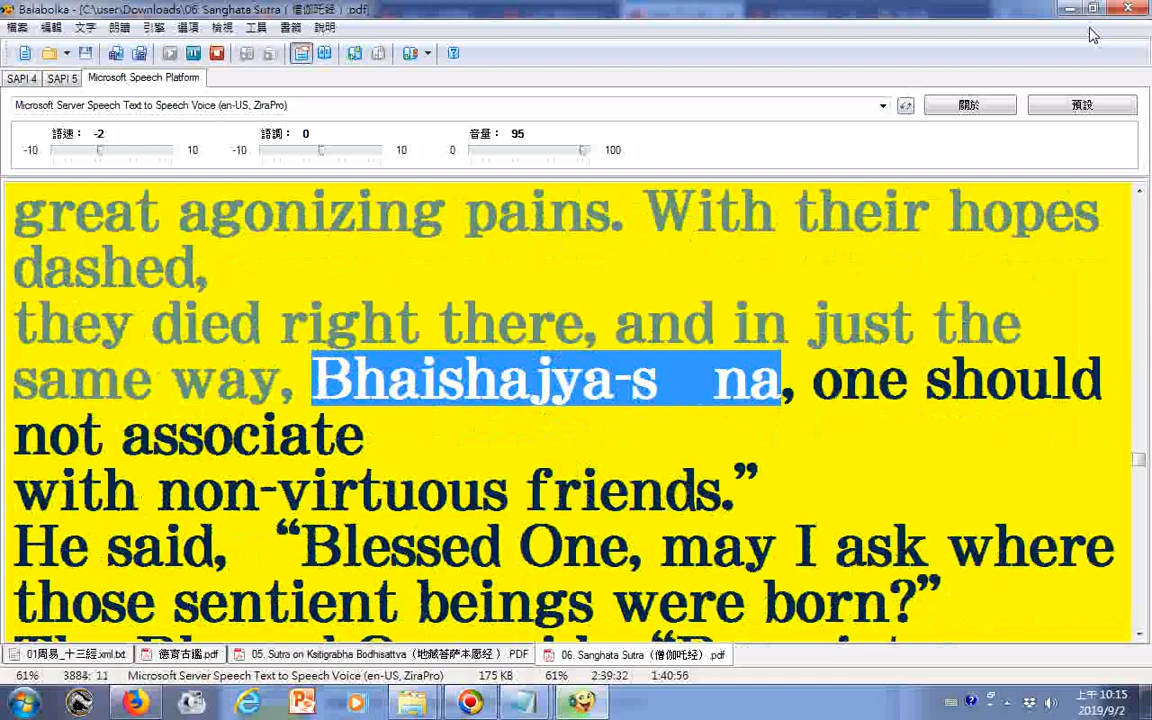 Balabolka - [C:\user\Downloads\06. Sanghata Sutra（僧伽吒经）.pdf]
檔案 編輯 文字 朗讀 引擎 選項 檢視 工具 書籤 說明
SAPI 4 SAPI 5 Microsoft Speech Platform
Microsoft Server Speech Text to Speech Voice (en-US, ZiraPro) 關於 預設
語速： -2 語調： 0 音量： 95
-10 10 -10 10 0 100
great agonizing pains. With their hopes
dashed,
they died right there, and in just the
same way, Bhaishajya-s na, one should
not associate
with non-virtuous friends.”
He said, “Blessed One, may I ask where
those sentient beings were born?”
01周易_十三經.xml.txt 德育古鑑.pdf 05. Sutra on Ksitigrabha Bodhisattva（地藏菩萨本愿经）.PDF 06. Sanghata Sutra（僧伽吒经）.pdf
61% 3884: 11 Microsoft Server Speech Text to Speech Voice (en-US, ZiraPro) 175 KB 61% 2:39:32 1:40:56
上午 10:15
2019/9/2